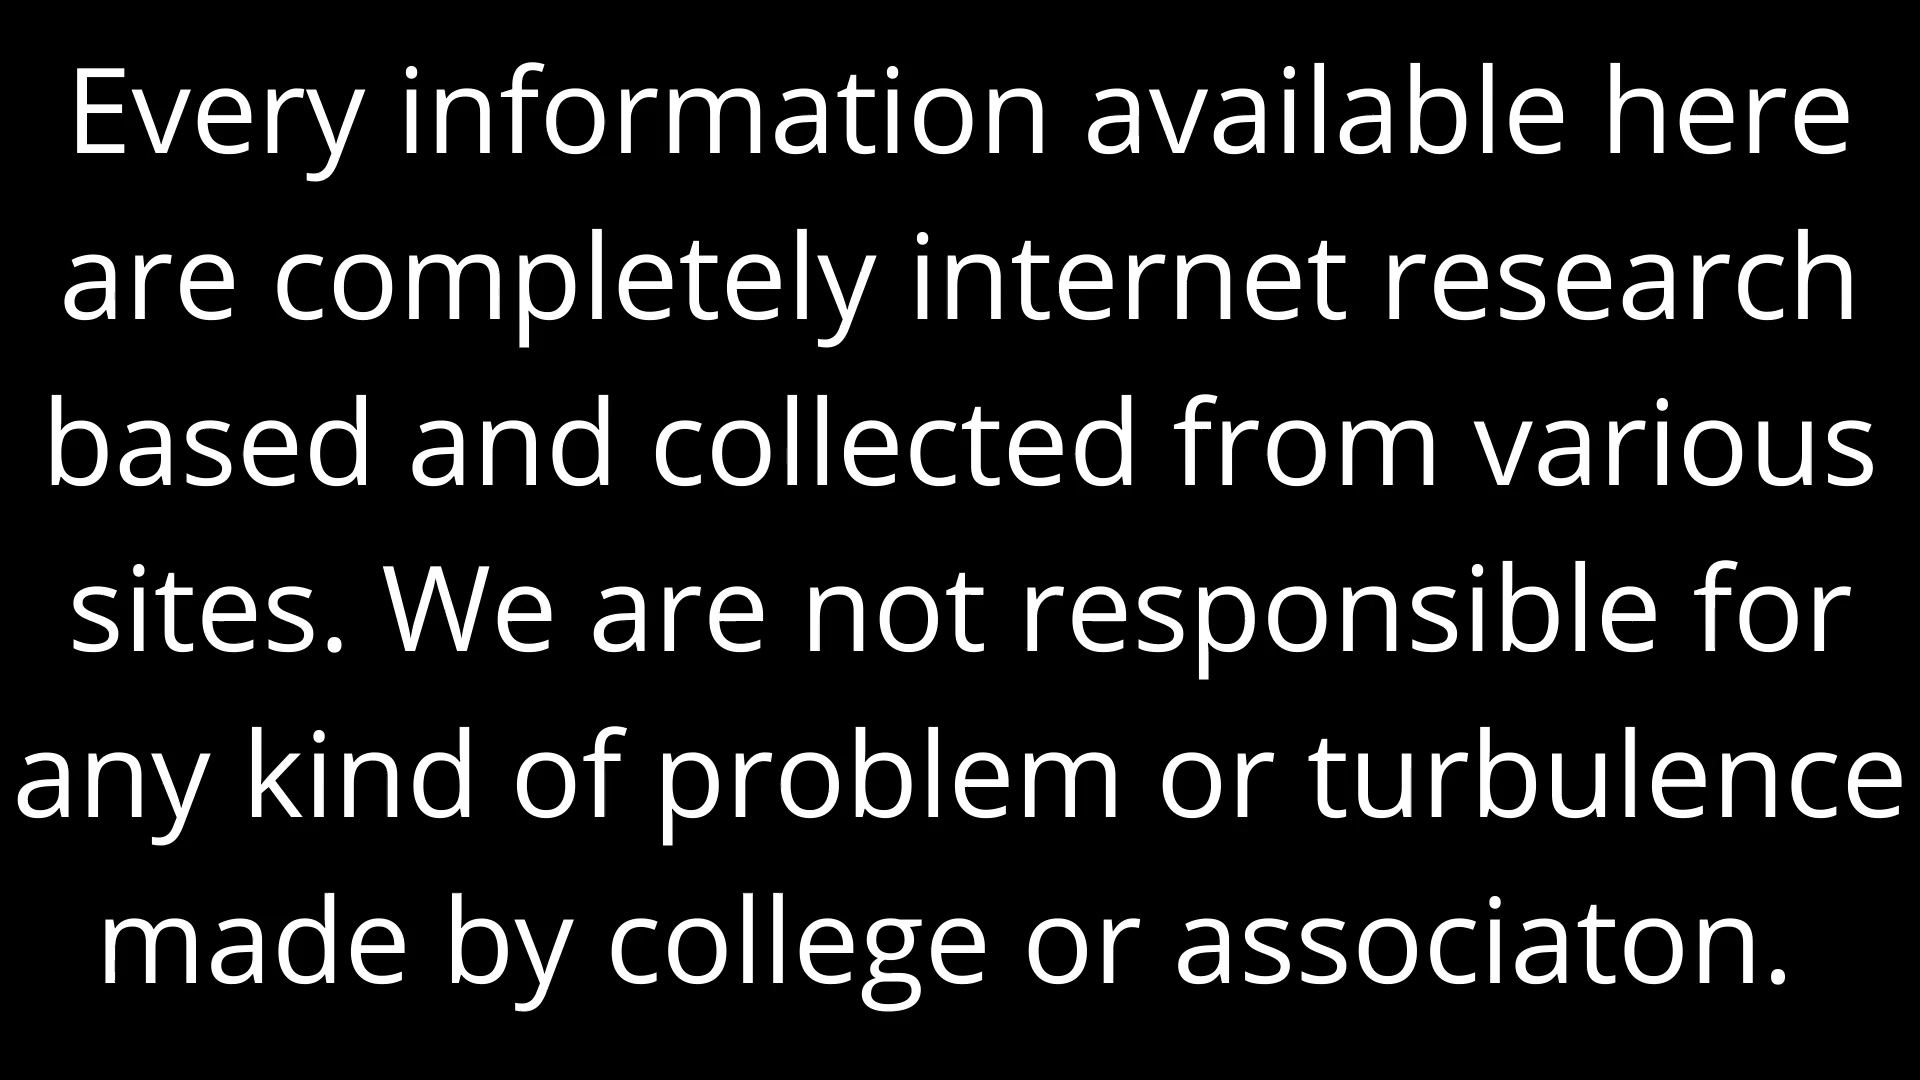 Every information available here
are completely internet research
based and collected from various
sites. We are not responsible for
any kind of problem or turbulence
made by college or associaton.